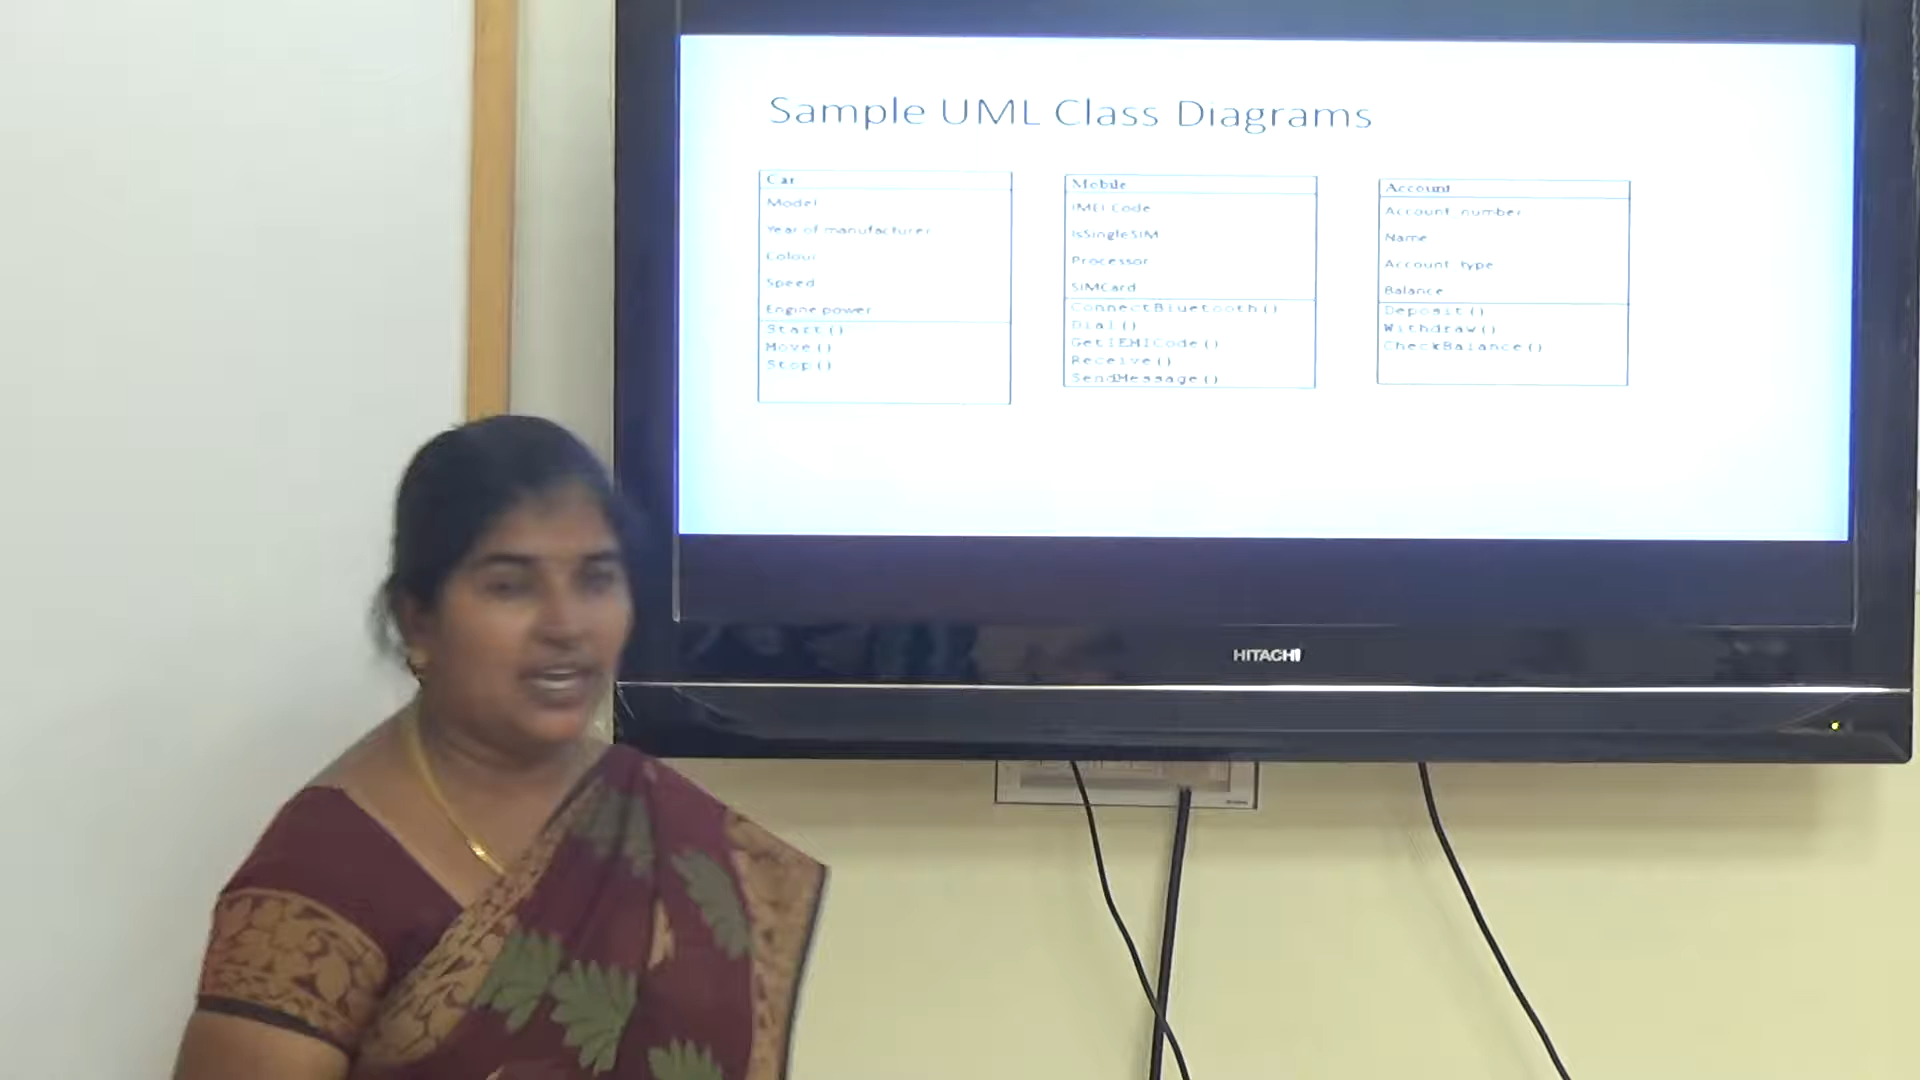 Sample UML Class Diagrams
Car
Model
Year of manufacturer
Colour
Speed
Engine power
Start()
Move()
Stop()
Mobile
IMEI Code
IsSingleSIM
Processor
SIMCard
ConnectBluetooth()
Dial()
GetIEMICode()
Receive()
SendMessage()
Account
Account number
Name
Account type
Balance
Deposit()
Withdraw()
CheckBalance()
HITACHI